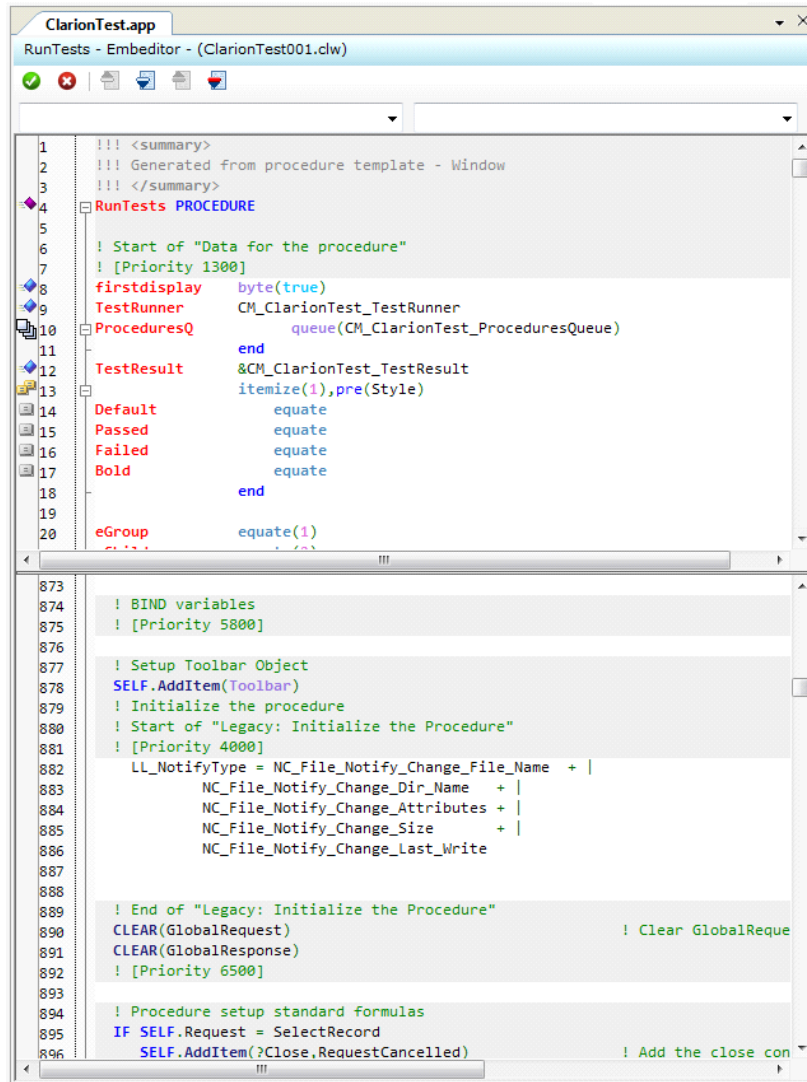 ClarionTest.app
RunTests - Embeditor - (ClarionTest001.clw)
1 !!! <summary>
2 !!! Generated from procedure template - Window
3 !!! </summary>
4 RunTests PROCEDURE
5
6 ! Start of "Data for the procedure"
7 ! [Priority 1300]
8 firstdisplay byte(true)
9 TestRunner CM_ClarionTest_TestRunner
10 ProceduresQ queue(CM_ClarionTest_ProceduresQueue)
11 end
12 TestResult &CM_ClarionTest_TestResult
13 itemize(1),pre(Style)
14 Default equate
15 Passed equate
16 Failed equate
17 Bold equate
18 end
19
20 eGroup equate(1)
873
874 ! BIND variables
875 ! [Priority 5800]
876
877 ! Setup Toolbar Object
878 SELF.AddItem(Toolbar)
879 ! Initialize the procedure
880 ! Start of "Legacy: Initialize the Procedure"
881 ! [Priority 4000]
882 LL_NotifyType = NC_File_Notify_Change_File_Name + |
883 NC_File_Notify_Change_Dir_Name + |
884 NC_File_Notify_Change_Attributes + |
885 NC_File_Notify_Change_Size + |
886 NC_File_Notify_Change_Last_Write
887
888
889 ! End of "Legacy: Initialize the Procedure"
890 CLEAR(GlobalRequest) ! Clear GlobalReque
891 CLEAR(GlobalResponse)
892 ! [Priority 6500]
893
894 ! Procedure setup standard formulas
895 IF SELF.Request = SelectRecord
896 SELF.AddItem(?Close,RequestCancelled) ! Add the close con